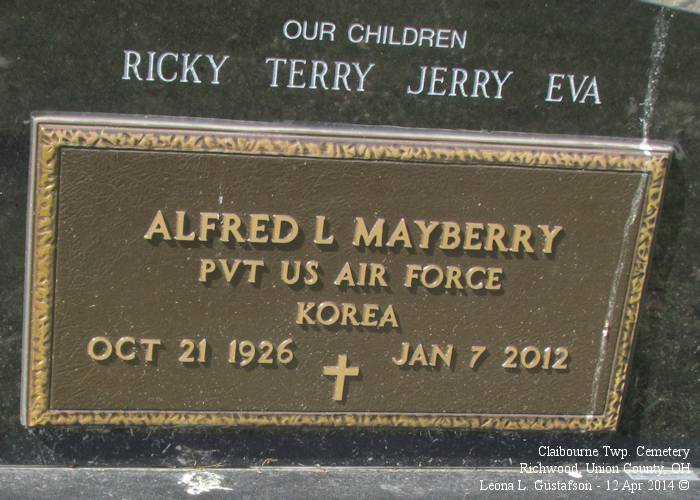 OUR CHILDREN
RICKY TERRY JERRY EVA
ALFRED L MAYBERRY
PVT US AIR FORCE
KOREA
OCT 21 1926 JAN 7 2012
Claibourne Twp. Cemetery
Richwood, Union County, OH
Leona L. Gustafson - 12 Apr 2014 ©